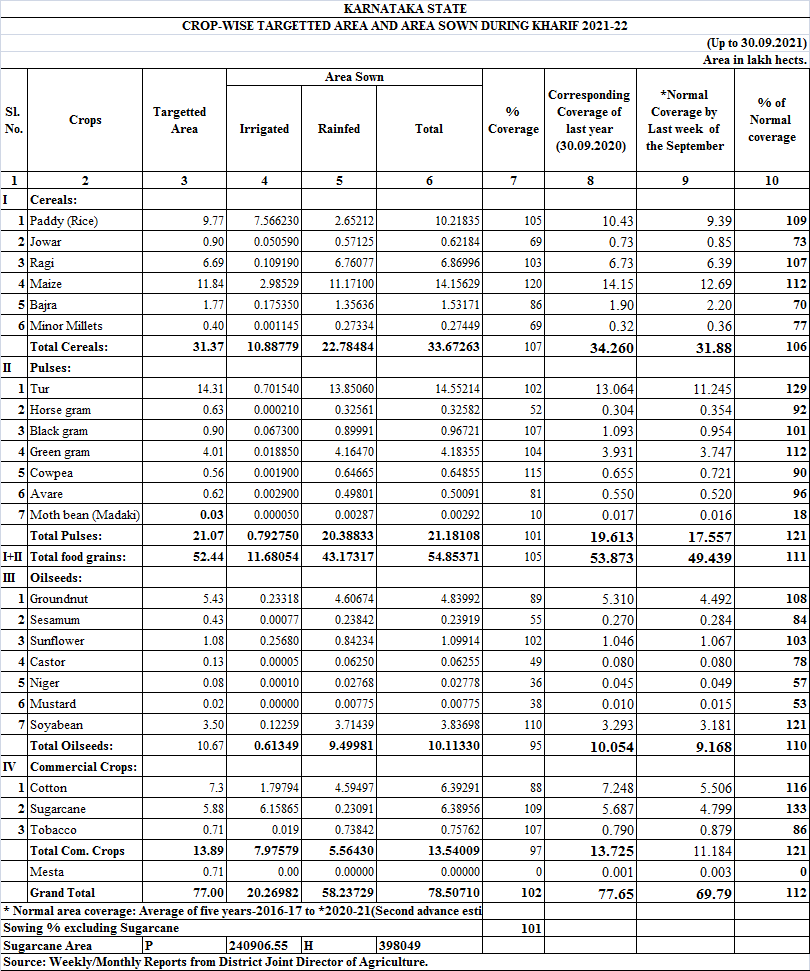 KARNATAKA STATE
CROP-WISE TARGETTED AREA AND AREA SOWN DURING KHARIF 2021-22
(Up to 30.09.2021)
Area in lakh hects.
Sl. No. Crops Targetted Area Area Sown Irrigated Rainfed Total % Coverage Corresponding Coverage of last year (30.09.2020) *Normal Coverage by Last week of the September % of Normal coverage
1 2 3 4 5 6 7 8 9 10
I Cereals:
1 Paddy (Rice) 9.77 7.566230 2.65212 10.21835 105 10.43 9.39 109
2 Jowar 0.90 0.050590 0.57125 0.62184 69 0.73 0.85 73
3 Ragi 6.69 0.109190 6.76077 6.86996 103 6.73 6.39 107
4 Maize 11.84 2.98529 11.17100 14.15629 120 14.15 12.69 112
5 Bajra 1.77 0.175350 1.35636 1.53171 86 1.90 2.20 70
6 Minor Millets 0.40 0.001145 0.27334 0.27449 69 0.32 0.36 77
Total Cereals: 31.37 10.88779 22.78484 33.67263 107 34.260 31.88 106
II Pulses:
1 Tur 14.31 0.701540 13.85060 14.55214 102 13.064 11.245 129
2 Horse gram 0.63 0.000210 0.32561 0.32582 52 0.304 0.354 92
3 Black gram 0.90 0.067300 0.89991 0.96721 107 1.093 0.954 101
4 Green gram 4.01 0.018850 4.16470 4.18355 104 3.931 3.747 112
5 Cowpea 0.56 0.001900 0.64665 0.64855 115 0.655 0.721 90
6 Avare 0.62 0.002900 0.49801 0.50091 81 0.550 0.520 96
7 Moth bean (Madaki) 0.03 0.000050 0.00287 0.00292 10 0.017 0.016 18
Total Pulses: 21.07 0.792750 20.38833 21.18108 101 19.613 17.557 121
I+II Total food grains: 52.44 11.68054 43.17317 54.85371 105 53.873 49.439 111
III Oilseeds:
1 Groundnut 5.43 0.23318 4.60674 4.83992 89 5.310 4.492 108
2 Sesamum 0.43 0.00077 0.23842 0.23919 55 0.270 0.284 84
3 Sunflower 1.08 0.25680 0.84234 1.09914 102 1.046 1.067 103
4 Castor 0.13 0.00005 0.06250 0.06255 49 0.080 0.080 78
5 Niger 0.08 0.00010 0.02768 0.02778 36 0.045 0.049 57
6 Mustard 0.02 0.00000 0.00775 0.00775 38 0.010 0.015 53
7 Soyabean 3.50 0.12259 3.71439 3.83698 110 3.293 3.181 121
Total Oilseeds: 10.67 0.61349 9.49981 10.11330 95 10.054 9.168 110
IV Commercial Crops:
1 Cotton 7.3 1.79794 4.59497 6.39291 88 7.248 5.506 116
2 Sugarcane 5.88 6.15865 0.23091 6.38956 109 5.687 4.799 133
3 Tobacco 0.71 0.019 0.73842 0.75762 107 0.790 0.879 86
Total Com. Crops 13.89 7.97579 5.56430 13.54009 97 13.725 11.184 121
Mesta 0.71 0.00 0.00000 0.00000 0 0.001 0.003 0
Grand Total 77.00 20.26982 58.23729 78.50710 102 77.65 69.79 112
* Normal area coverage: Average of five years-2016-17 to *2020-21(Second advance esti
Sowing % excluding Sugarcane 101
Sugarcane Area P 240906.55 H 398049
Source: Weekly/Monthly Reports from District Joint Director of Agriculture.